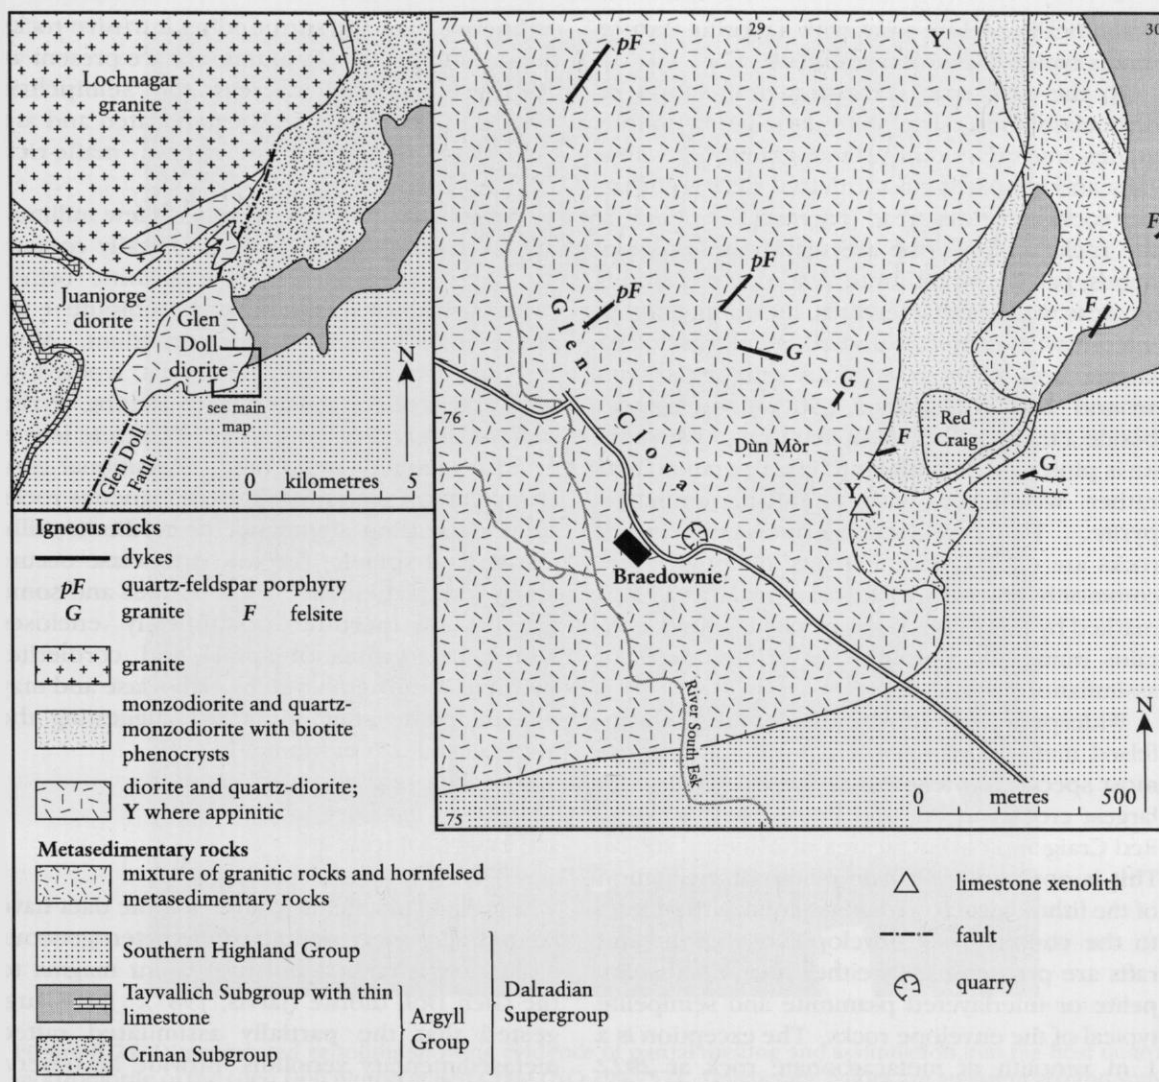 Lochnagar
granite
Juanjorge
diorite
Glen
Doll
diorite
see main
map
Glen Doll
Fault
N
0 kilometres 5
77
29
30
pF
Y
F
pF
pF
F
G
G
76
Glen Clova
Dùn Mòr
Red
Craig
F
G
Y
Braedownie
River South Esk
N
0 metres 500
75
Igneous rocks
dykes
pF quartz-feldspar porphyry
G granite F felsite
granite
monzodiorite and quartz-
monzodiorite with biotite
phenocrysts
diorite and quartz-diorite;
Y where appinitic
Metasedimentary rocks
mixture of granitic rocks and hornfelsed
metasedimentary rocks
Southern Highland Group
Tayvallich Subgroup with thin
limestone
Crinan Subgroup
Argyll
Group
Dalradian
Supergroup
limestone xenolith
fault
quarry